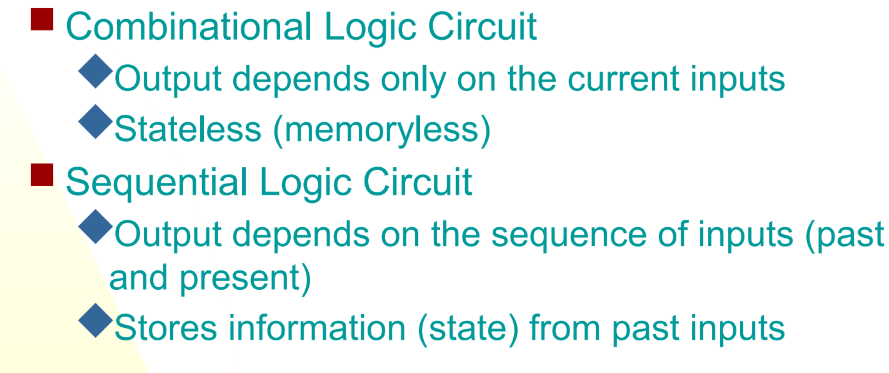 Combinational Logic Circuit
Output depends only on the current inputs
Stateless (memoryless)
Sequential Logic Circuit
Output depends on the sequence of inputs (past
and present)
Stores information (state) from past inputs